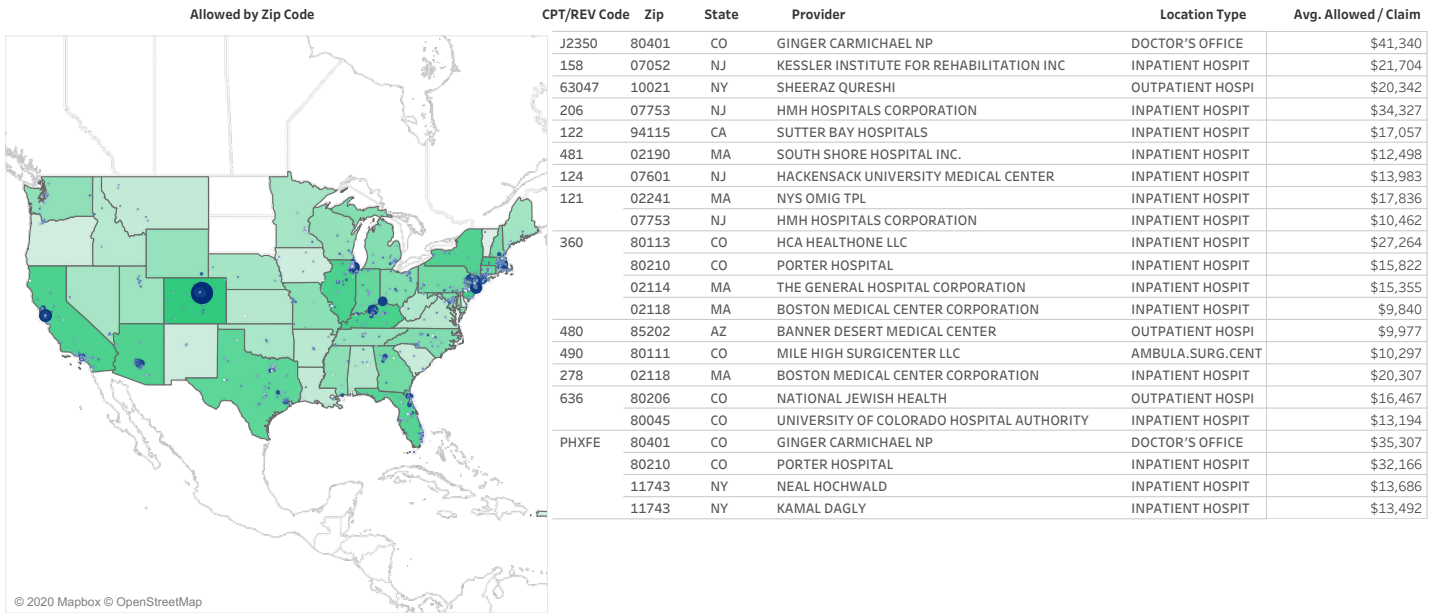 Allowed by Zip Code
CPT/REV Code Zip State Provider Location Type Avg. Allowed / Claim
J2350 80401 CO GINGER CARMICHAEL NP DOCTOR'S OFFICE $41,340
158 07052 NJ KESSLER INSTITUTE FOR REHABILITATION INC INPATIENT HOSPIT $21,704
63047 10021 NY SHEERAZ QURESHI OUTPATIENT HOSPI $20,342
206 07753 NJ HMH HOSPITALS CORPORATION INPATIENT HOSPIT $34,327
122 94115 CA SUTTER BAY HOSPITALS INPATIENT HOSPIT $17,057
481 02190 MA SOUTH SHORE HOSPITAL INC. INPATIENT HOSPIT $12,498
124 07601 NJ HACKENSACK UNIVERSITY MEDICAL CENTER INPATIENT HOSPIT $13,983
121 02241 MA NYS OMIG TPL INPATIENT HOSPIT $17,836
07753 NJ HMH HOSPITALS CORPORATION INPATIENT HOSPIT $10,462
360 80113 CO HCA HEALTHONE LLC INPATIENT HOSPIT $27,264
80210 CO PORTER HOSPITAL INPATIENT HOSPIT $15,822
02114 MA THE GENERAL HOSPITAL CORPORATION INPATIENT HOSPIT $15,355
02118 MA BOSTON MEDICAL CENTER CORPORATION INPATIENT HOSPIT $9,840
480 85202 AZ BANNER DESERT MEDICAL CENTER OUTPATIENT HOSPI $9,977
490 80111 CO MILE HIGH SURGICENTER LLC AMBULA.SURG.CENT $10,297
278 02118 MA BOSTON MEDICAL CENTER CORPORATION INPATIENT HOSPIT $20,307
636 80206 CO NATIONAL JEWISH HEALTH OUTPATIENT HOSPI $16,467
80045 CO UNIVERSITY OF COLORADO HOSPITAL AUTHORITY INPATIENT HOSPIT $13,194
PHXFE 80401 CO GINGER CARMICHAEL NP DOCTOR'S OFFICE $35,307
80210 CO PORTER HOSPITAL INPATIENT HOSPIT $32,166
11743 NY NEAL HOCHWALD INPATIENT HOSPIT $13,686
11743 NY KAMAL DAGLY INPATIENT HOSPIT $13,492
© 2020 Mapbox © OpenStreetMap